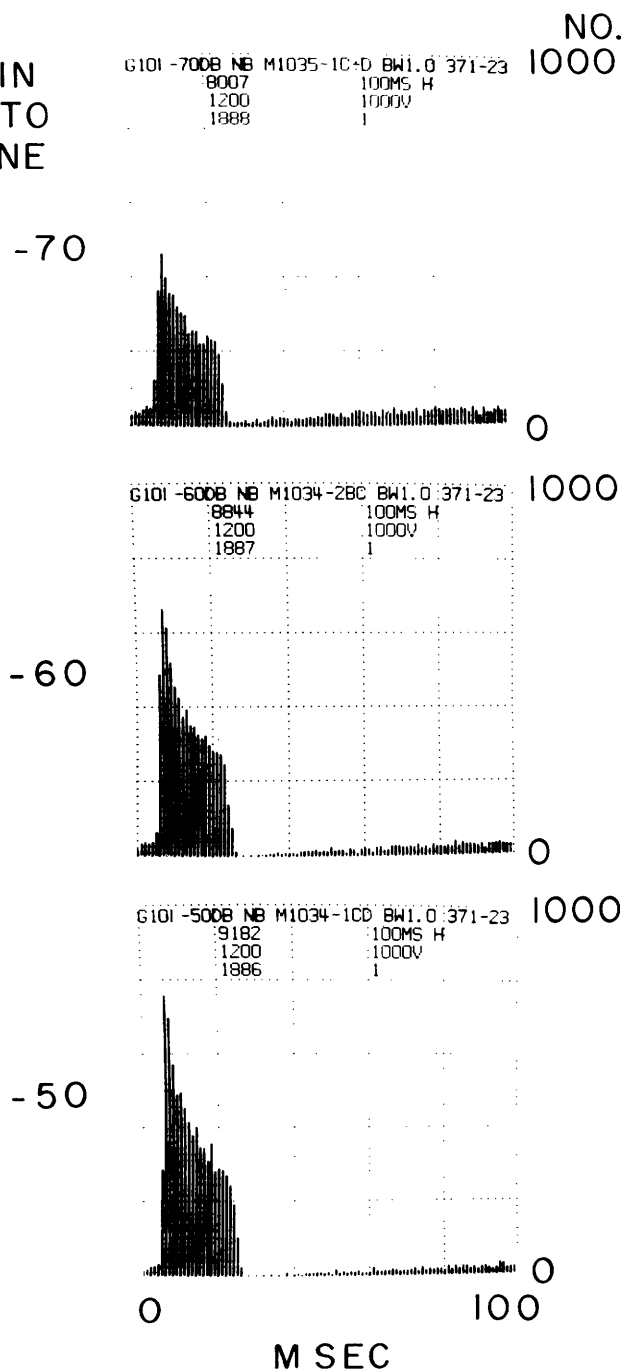 NO.
IN
TO
NE
G101 -70DB NB M1035-1C+D BW1.0 371-23 1000
8007 100MS H
1200 1000V
1888 1
-70
0
G101 -60DB NB M1034-2BC BW1.0 371-23 1000
8844 100MS H
1200 1000V
1887 1
-60
0
G101 -50DB NB M1034-1CD BW1.0 371-23 1000
9182 100MS H
1200 1000V
1886 1
-50
0
0 100
M SEC